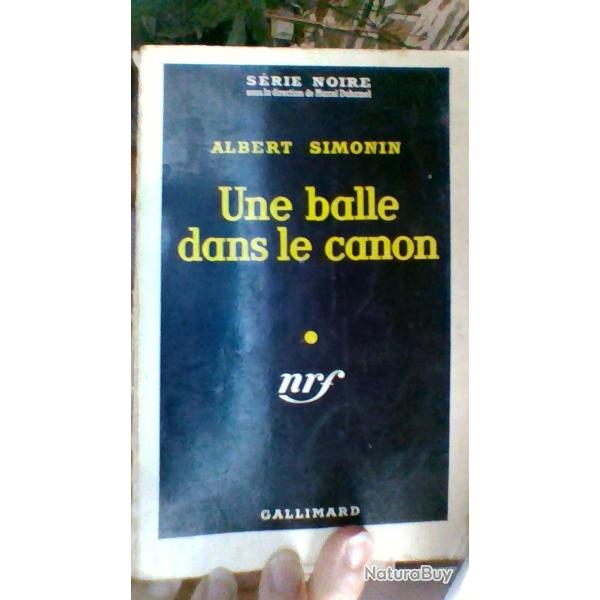 SÉRIE NOIRE
sous la direction de Marcel Duhamel
ALBERT SIMONIN
Une balle
dans le canon
nrf
GALLIMARD
NaturaBuy